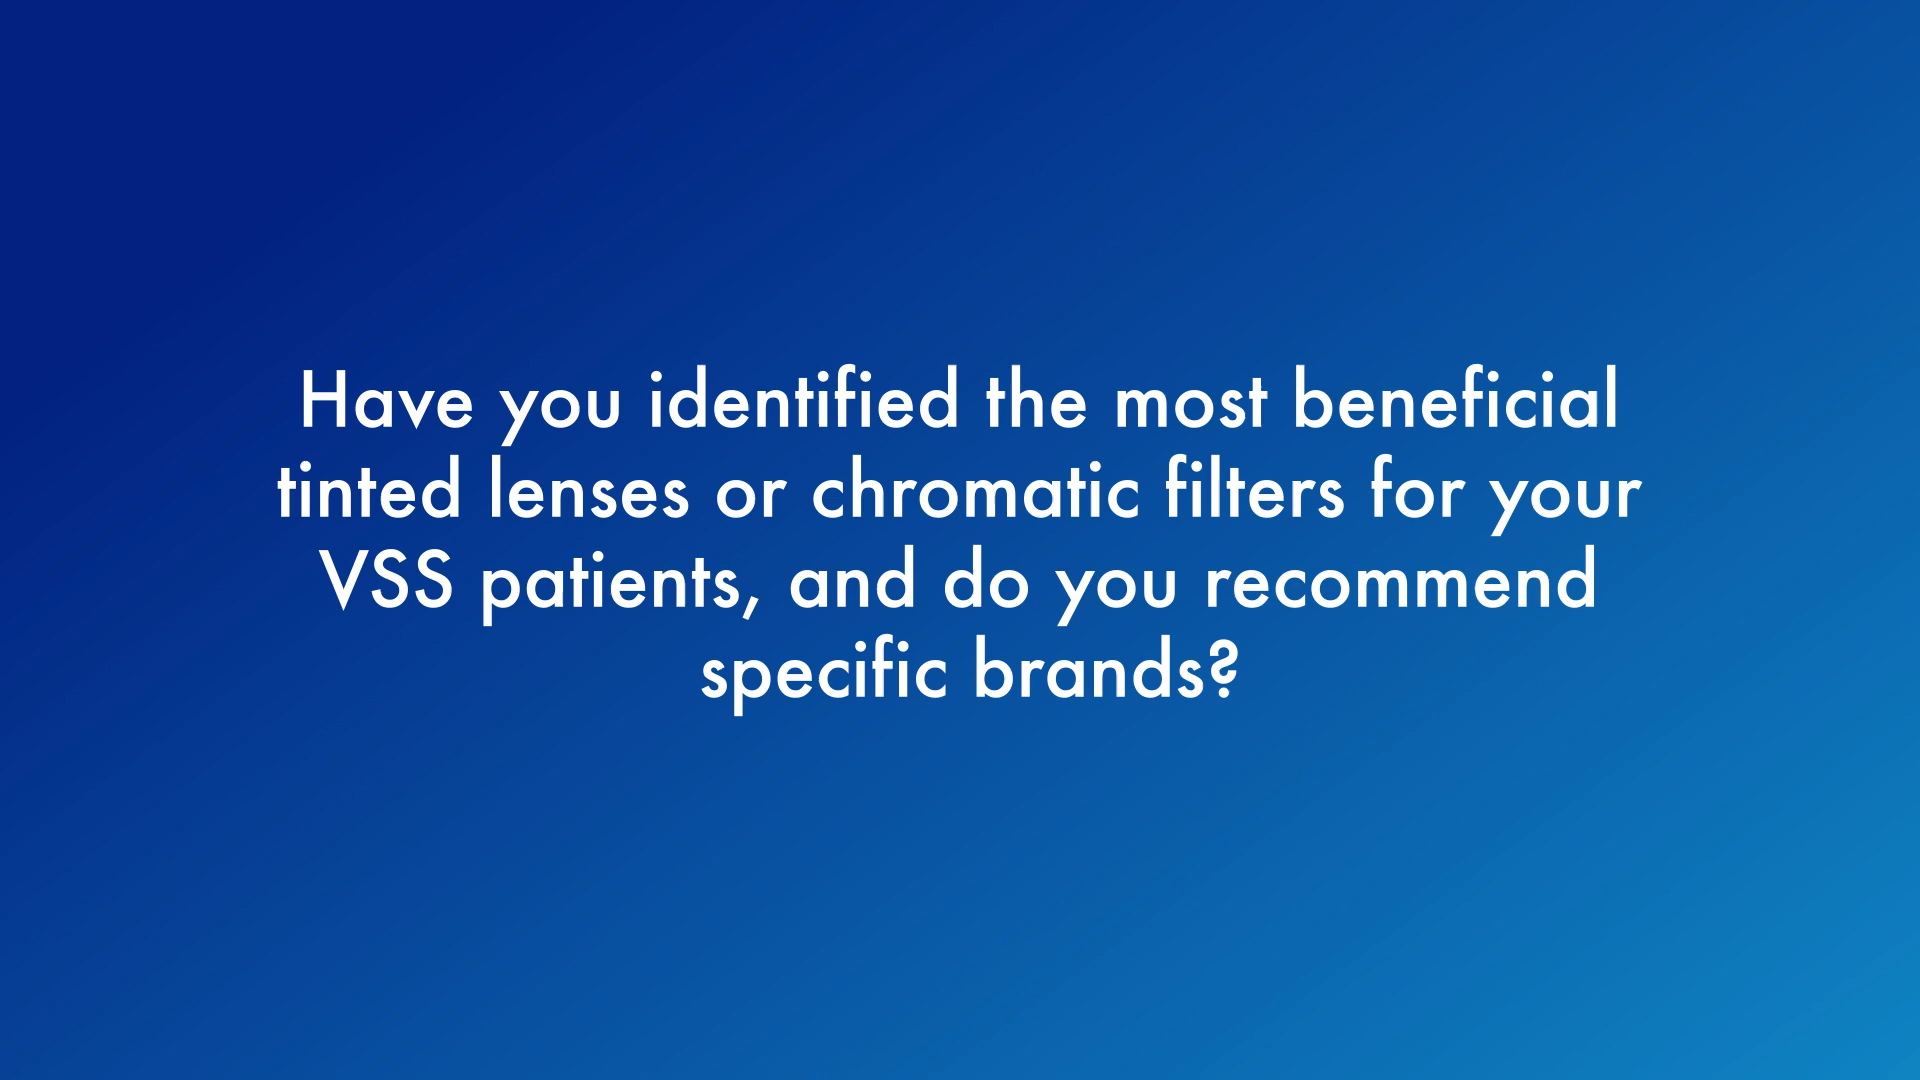 Have you identified the most beneficial
tinted lenses or chromatic filters for your
VSS patients, and do you recommend
specific brands?